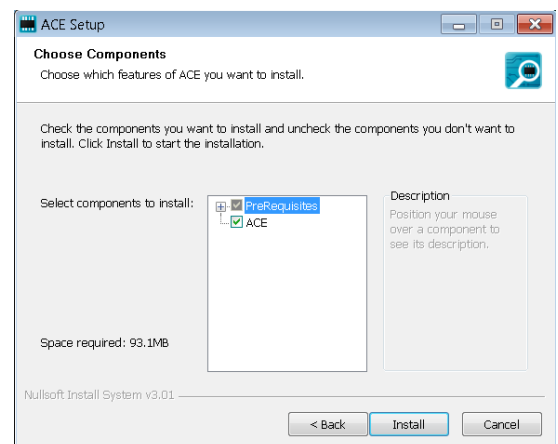 ACE Setup
Choose Components
Choose which features of ACE you want to install.
Check the components you want to install and uncheck the components you don't want to
install. Click Install to start the installation.
Select components to install:
PreRequisites
ACE
Description
Position your mouse
over a component to
see its description.
Space required: 93.1MB
Nullsoft Install System v3.01
< Back
Install
Cancel